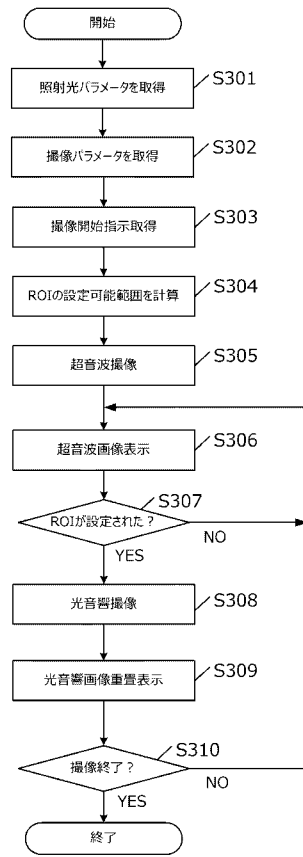 開始
照射光パラメータを取得
S301
撮像パラメータを取得
S302
撮像開始指示取得
S303
ROIの設定可能範囲を計算
S304
超音波撮像
S305
超音波画像表示
S306
ROIが設定された？
S307
NO
YES
光音響撮像
S308
光音響画像重畳表示
S309
撮像終了？
S310
NO
YES
終了